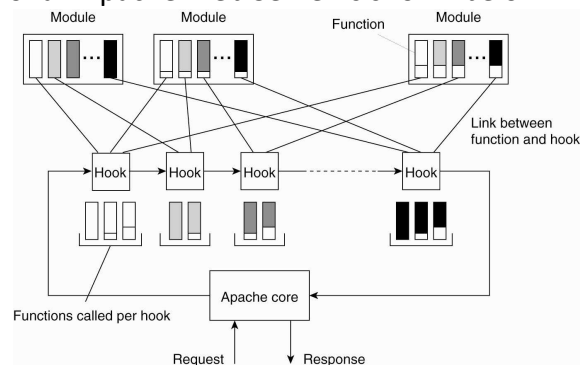 Module
Module
Function
Module
...
...
...
Link between
function and hook
Hook
Hook
Hook
Hook
Apache core
Functions called per hook
Request
Response